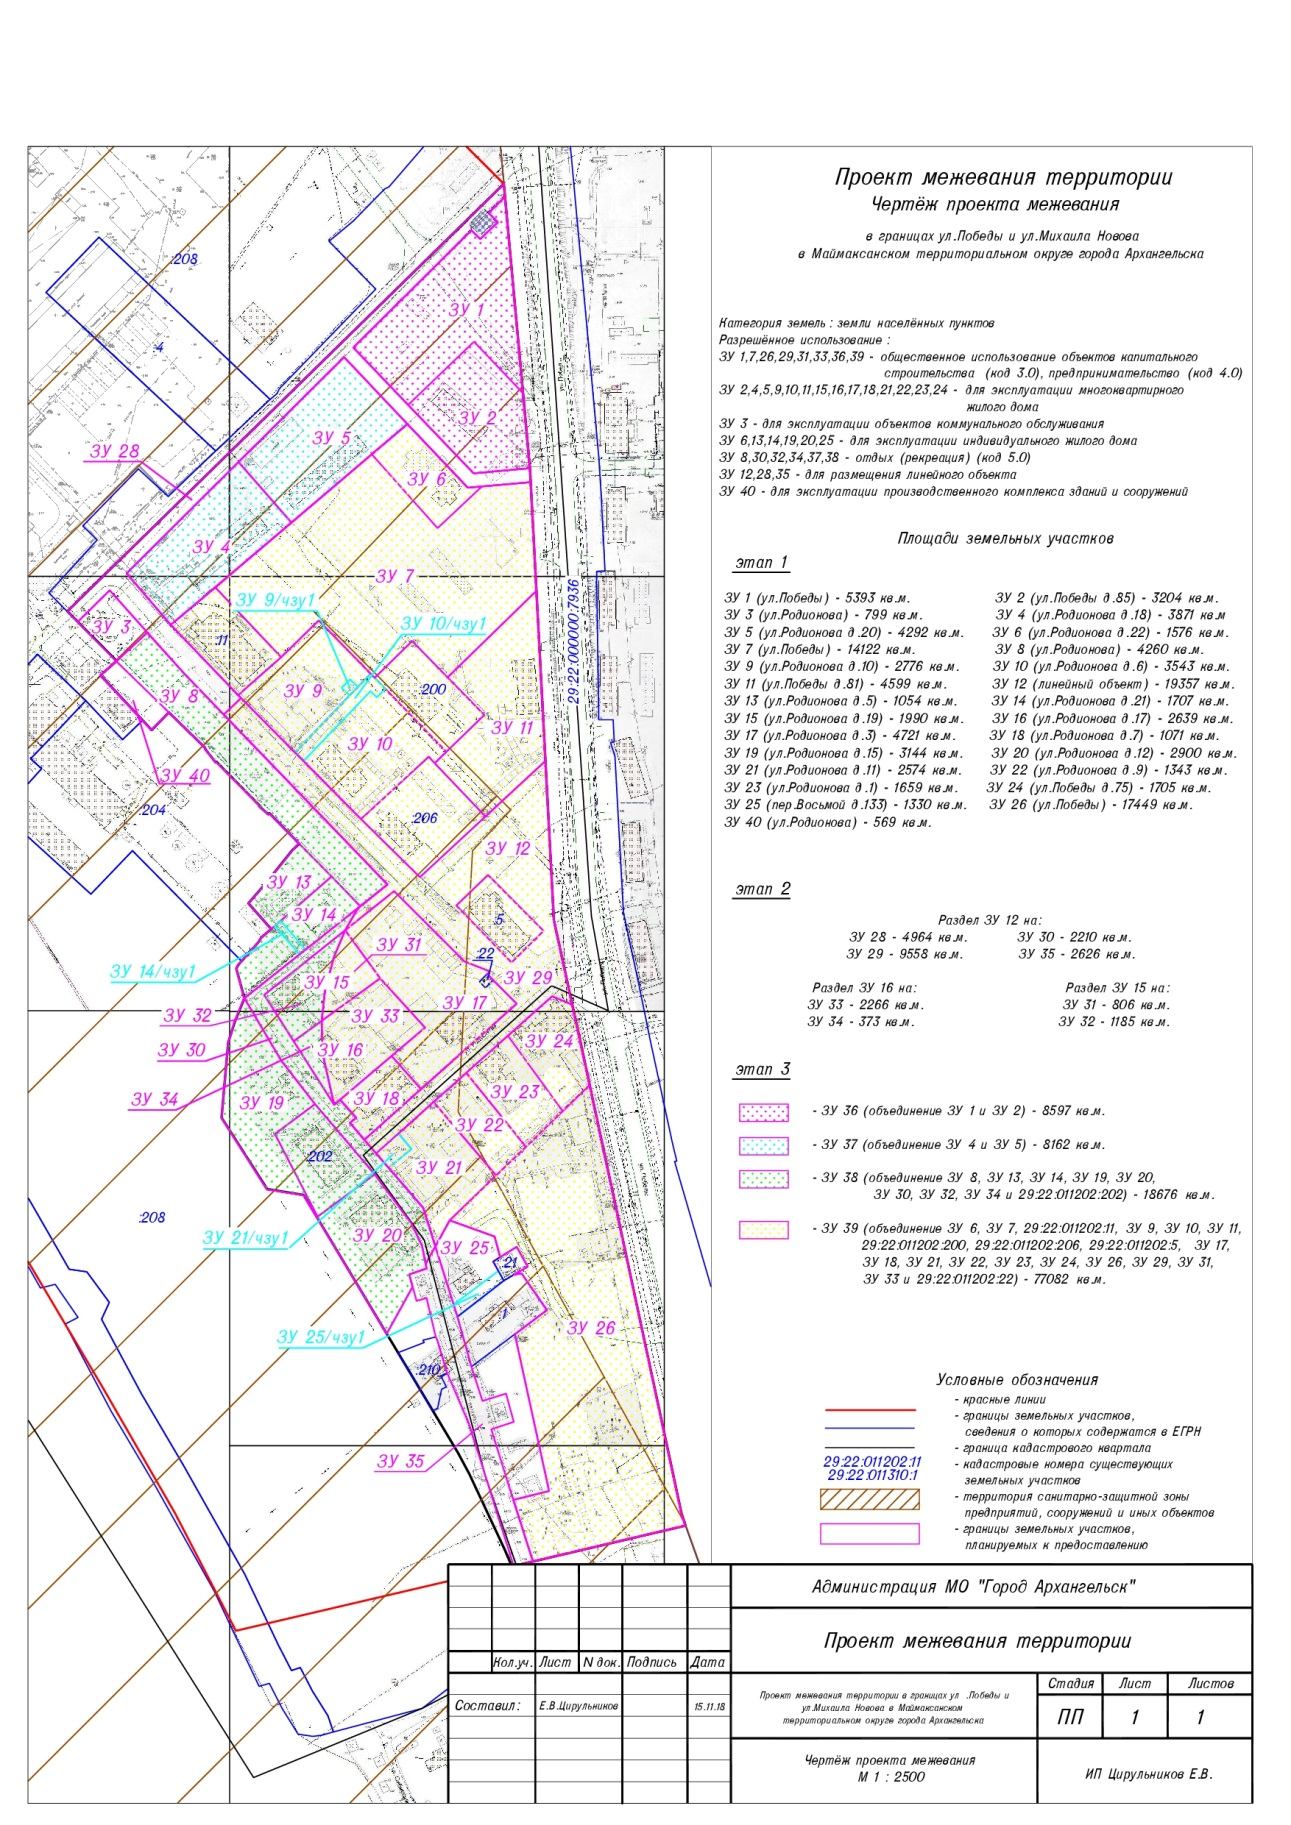 Проект межевания территории
Чертёж проекта межевания
в границах ул.Победы и ул.Михаила Новова
в Маймаксанском территориальном округе города Архангельска
Категория земель : земли населённых пунктов
Разрешённое использование :
ЗУ 1,7,26,29,31,33,36,39 - общественное использование объектов капитального
строительства (код 3.0), предпринимательство (код 4.0)
ЗУ 2,4,5,9,10,11,15,16,17,18,21,22,23,24 - для эксплуатации многоквартирного
жилого дома
ЗУ 3 - для эксплуатации объектов коммунального обслуживания
ЗУ 6,13,14,19,20,25 - для эксплуатации индивидуального жилого дома
ЗУ 8,30,32,34,37,38 - отдых (рекреация) (код 5.0)
ЗУ 12,28,35 - для размещения линейного объекта
ЗУ 40 - для эксплуатации производственного комплекса зданий и сооружений
Площади земельных участков
этап 1
ЗУ 1 (ул.Победы) - 5393 кв.м. ЗУ 2 (ул.Победы д.85) - 3204 кв.м.
ЗУ 3 (ул.Родионова) - 799 кв.м. ЗУ 4 (ул.Родионова д.18) - 3871 кв.м
ЗУ 5 (ул.Родионова д.20) - 4292 кв.м. ЗУ 6 (ул.Родионова д.22) - 1576 кв.м.
ЗУ 7 (ул.Победы) - 14122 кв.м. ЗУ 8 (ул.Родионова) - 4260 кв.м.
ЗУ 9 (ул.Родионова д.10) - 2776 кв.м. ЗУ 10 (ул.Родионова д.6) - 3543 кв.м.
ЗУ 11 (ул.Победы д.81) - 4599 кв.м. ЗУ 12 (линейный объект) - 19357 кв.м.
ЗУ 13 (ул.Родионова д.5) - 1054 кв.м. ЗУ 14 (ул.Родионова д.21) - 1707 кв.м.
ЗУ 15 (ул.Родионова д.19) - 1990 кв.м. ЗУ 16 (ул.Родионова д.17) - 2639 кв.м.
ЗУ 17 (ул.Родионова д.3) - 4721 кв.м. ЗУ 18 (ул.Родионова д.7) - 1071 кв.м.
ЗУ 19 (ул.Родионова д.15) - 3144 кв.м. ЗУ 20 (ул.Родионова д.12) - 2900 кв.м.
ЗУ 21 (ул.Родионова д.11) - 2574 кв.м. ЗУ 22 (ул.Родионова д.9) - 1343 кв.м.
ЗУ 23 (ул.Родионова д.1) - 1659 кв.м. ЗУ 24 (ул.Победы д.75) - 1705 кв.м.
ЗУ 25 (пер.Восьмой д.133) - 1330 кв.м. ЗУ 26 (ул.Победы) - 17449 кв.м.
ЗУ 40 (ул.Родионова) - 569 кв.м.
этап 2
Раздел ЗУ 12 на:
ЗУ 28 - 4964 кв.м. ЗУ 30 - 2210 кв.м.
ЗУ 29 - 9558 кв.м. ЗУ 35 - 2626 кв.м.
Раздел ЗУ 16 на: Раздел ЗУ 15 на:
ЗУ 33 - 2266 кв.м. ЗУ 31 - 806 кв.м.
ЗУ 34 - 373 кв.м. ЗУ 32 - 1185 кв.м.
этап 3
- ЗУ 36 (объединение ЗУ 1 и ЗУ 2) - 8597 кв.м.
- ЗУ 37 (объединение ЗУ 4 и ЗУ 5) - 8162 кв.м.
- ЗУ 38 (объединение ЗУ 8, ЗУ 13, ЗУ 14, ЗУ 19, ЗУ 20,
ЗУ 30, ЗУ 32, ЗУ 34 и 29:22:011202:202) - 18676 кв.м.
- ЗУ 39 (объединение ЗУ 6, ЗУ 7, 29:22:011202:11, ЗУ 9, ЗУ 10, ЗУ 11,
29:22:011202:200, 29:22:011202:206, 29:22:011202:5, ЗУ 17,
ЗУ 18, ЗУ 21, ЗУ 22, ЗУ 23, ЗУ 24, ЗУ 26, ЗУ 29, ЗУ 31,
ЗУ 33 и 29:22:011202:22) - 77082 кв.м.
Условные обозначения
- красные линии
- границы земельных участков,
сведения о которых содержатся в ЕГРН
- граница кадастрового квартала
29:22:011202:11 - кадастровые номера существующих
29:22:011310:1 земельных участков
- территория санитарно-защитной зоны
предприятий, сооружений и иных объектов
- границы земельных участков,
планируемых к предоставлению
Администрация МО "Город Архангельск"
Проект межевания территории
Кол.уч. Лист N док. Подпись Дата
Составил: Е.В.Цирульников 15.11.18
Проект межевания территории в границах ул .Победы и
ул.Михаила Новова в Маймаксанском
территориальном округе города Архангельска
Стадия Лист Листов
ПП 1 1
Чертёж проекта межевания
М 1 : 2500
ИП Цирульников Е.В.
:208
:4
ЗУ 1
ЗУ 2
ЗУ 5
ЗУ 28
ЗУ 6
ЗУ 4
ЗУ 7
ЗУ 9/чзу1
ЗУ 10/чзу1
29:22:000000:7936
ЗУ 3
:11
ЗУ 8
ЗУ 9
:200
ЗУ 11
ЗУ 10
ЗУ 40
:204
:206
ЗУ 12
ЗУ 13
ЗУ 14
:5
ЗУ 31
:22
ЗУ 14/чзу1
ЗУ 15
ЗУ 29
ЗУ 17
ЗУ 32
ЗУ 33
ЗУ 30
ЗУ 16
ЗУ 24
ЗУ 34
ЗУ 19
ЗУ 18
ЗУ 23
ЗУ 22
:202
ЗУ 21
:208
ЗУ 21/чзу1
ЗУ 20
ЗУ 25
:21
:1
ЗУ 25/чзу1
ЗУ 26
:210
ЗУ 35